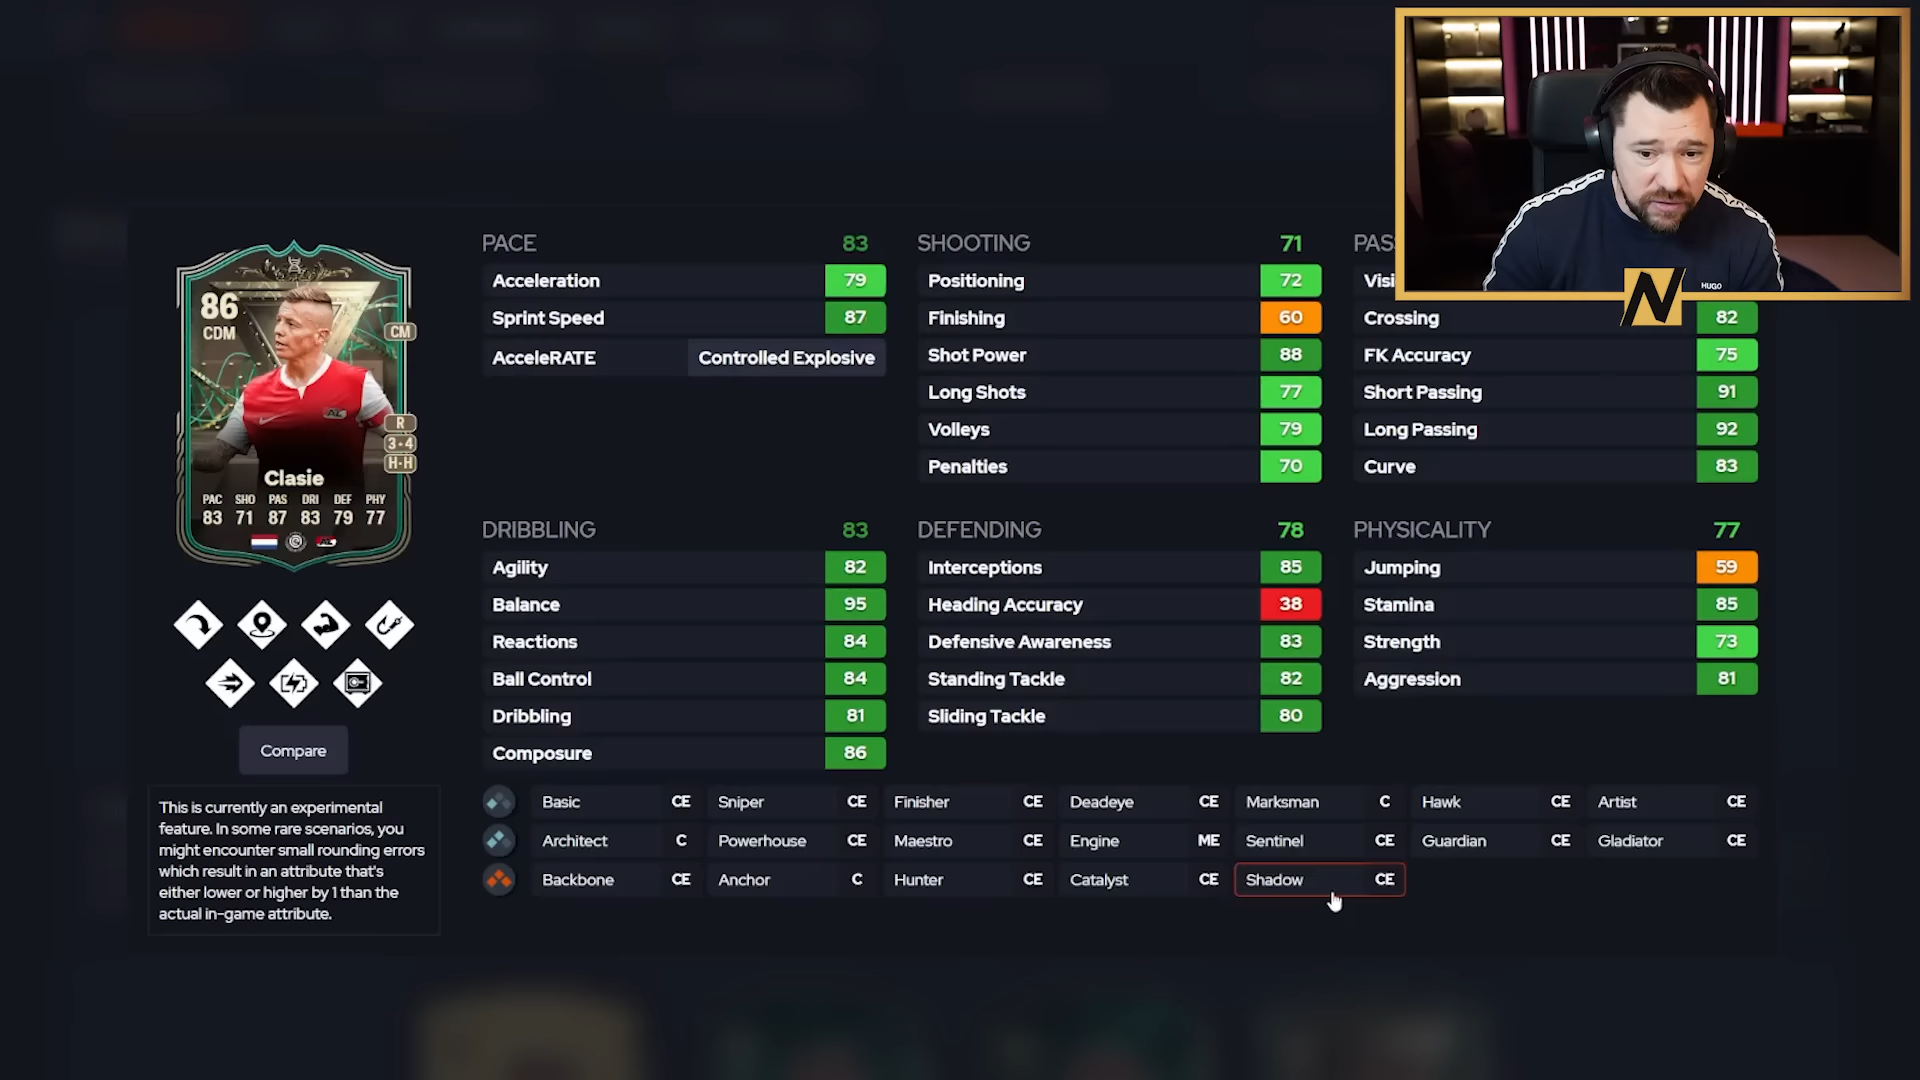 PACE 83
Acceleration 79
Sprint Speed 87
AcceleRATE Controlled Explosive
SHOOTING 71
Positioning 72
Finishing 60
Shot Power 88
Long Shots 77
Volleys 79
Penalties 70
PAS
Visi
Crossing 82
FK Accuracy 75
Short Passing 91
Long Passing 92
Curve 83
HUGO
N
86
CDM
CM
R
3-4
H-H
Clasie
PAC SHO PAS DRI DEF PHY
83 71 87 83 79 77
DRIBBLING 83
Agility 82
Balance 95
Reactions 84
Ball Control 84
Dribbling 81
Composure 86
DEFENDING 78
Interceptions 85
Heading Accuracy 38
Defensive Awareness 83
Standing Tackle 82
Sliding Tackle 80
PHYSICALITY 77
Jumping 59
Stamina 85
Strength 73
Aggression 81
Compare
This is currently an experimental
feature. In some rare scenarios, you
might encounter small rounding errors
which result in an attribute that's
either lower or higher by 1 than the
actual in-game attribute.
Basic CE Sniper CE Finisher CE Deadeye CE Marksman C Hawk CE Artist CE
Architect C Powerhouse CE Maestro CE Engine ME Sentinel CE Guardian CE Gladiator CE
Backbone CE Anchor C Hunter CE Catalyst CE Shadow CE